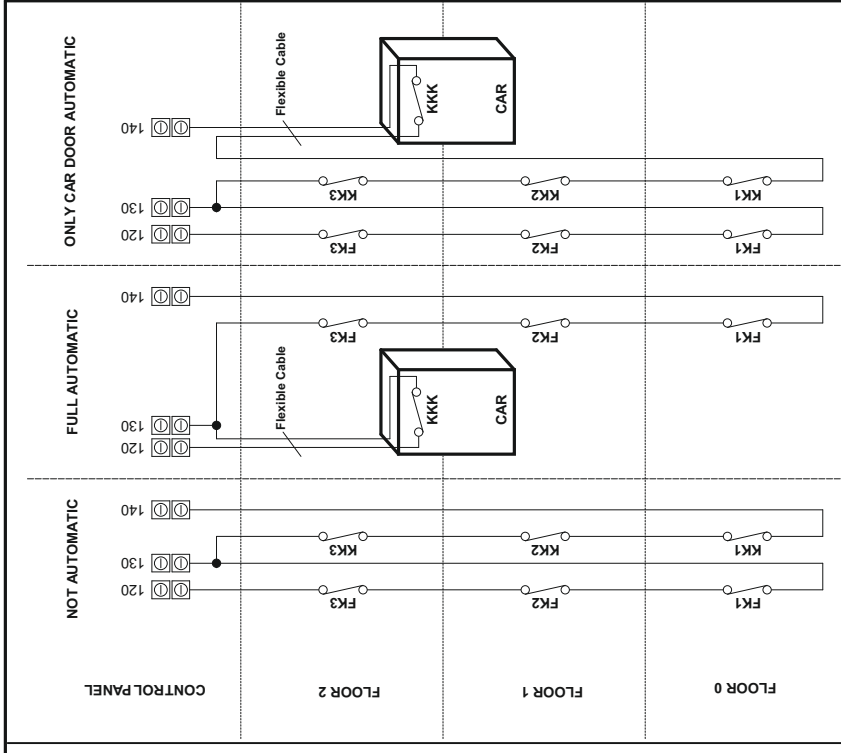 ONLY CAR DOOR AUTOMATIC
Flexible Cable
KKK
CAR
140
130
KK3
KK2
KK1
120
FK3
FK2
FK1
FULL AUTOMATIC
140
FK3
FK2
FK1
Flexible Cable
KKK
CAR
130
120
NOT AUTOMATIC
140
KK3
KK2
KK1
130
120
FK3
FK2
FK1
CONTROL PANEL
FLOOR 2
FLOOR 1
FLOOR 0